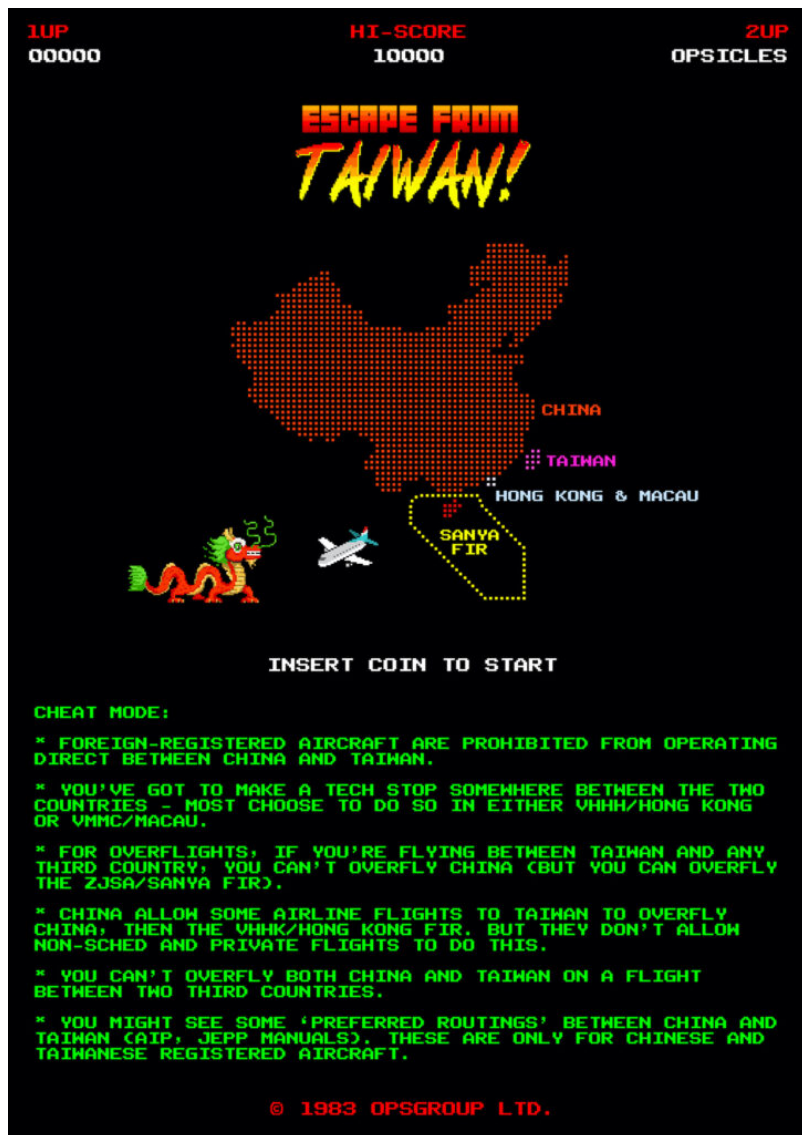 1UP HI-SCORE 2UP
00000 10000 OPSICLES
ESCAPE FROM
TAIWAN!
CHINA
TAIWAN
HONG KONG & MACAU
SANYA
FIR
INSERT COIN TO START
CHEAT MODE:
* FOREIGN-REGISTERED AIRCRAFT ARE PROHIBITED FROM OPERATING
DIRECT BETWEEN CHINA AND TAIWAN.
* YOU'VE GOT TO MAKE A TECH STOP SOMEWHERE BETWEEN THE TWO
COUNTRIES - MOST CHOOSE TO DO SO IN EITHER VHHH/HONG KONG
OR VMMC/MACAU.
* FOR OVERFLIGHTS, IF YOU'RE FLYING BETWEEN TAIWAN AND ANY
THIRD COUNTRY, YOU CAN'T OVERFLY CHINA (BUT YOU CAN OVERFLY
THE ZJSA/SANYA FIR).
* CHINA ALLOW SOME AIRLINE FLIGHTS TO TAIWAN TO OVERFLY
CHINA, THEN THE VHHK/HONG KONG FIR. BUT THEY DON'T ALLOW
NON-SCHED AND PRIVATE FLIGHTS TO DO THIS.
* YOU CAN'T OVERFLY BOTH CHINA AND TAIWAN ON A FLIGHT
BETWEEN TWO THIRD COUNTRIES.
* YOU MIGHT SEE SOME 'PREFERRED ROUTINGS' BETWEEN CHINA AND
TAIWAN (AIP, JEPP MANUALS). THESE ARE ONLY FOR CHINESE AND
TAIWANESE REGISTERED AIRCRAFT.
© 1983 OPSGROUP LTD.